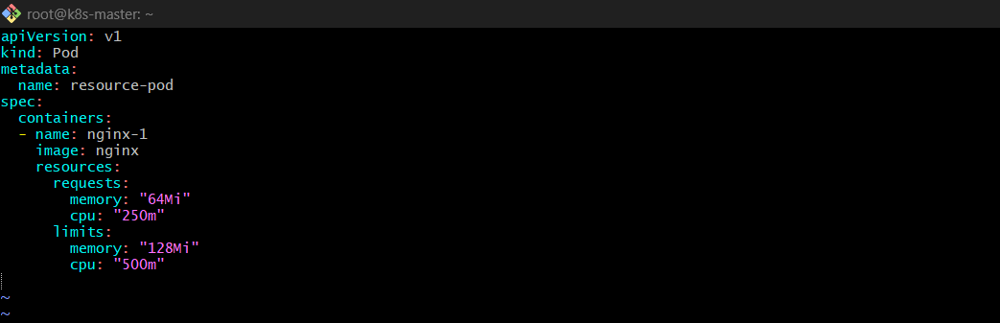 root@k8s-master: ~
apiVersion: v1
kind: Pod
metadata:
  name: resource-pod
spec:
  containers:
  - name: nginx-1
    image: nginx
    resources:
      requests:
        memory: "64Mi"
        cpu: "250m"
      limits:
        memory: "128Mi"
        cpu: "500m"

~
~